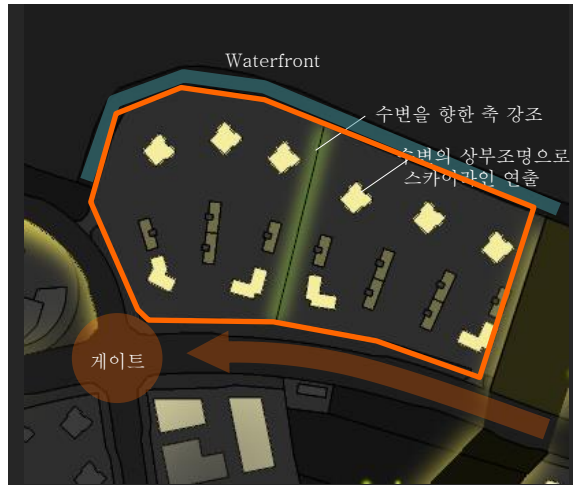 Waterfront
수변을 향한 축 강조
수변의 상부조명으로
스카이라인 연출
게이트